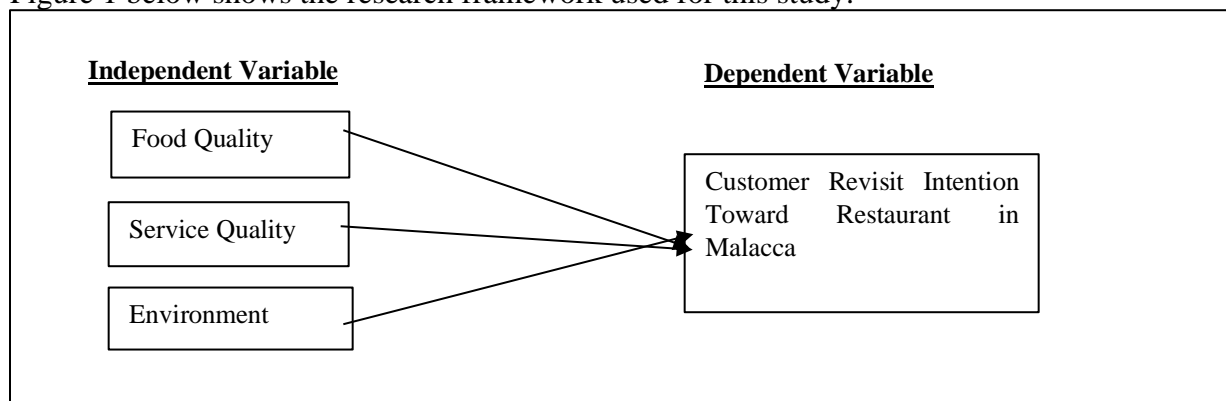 Figure 1 below shows the research framework used for this study.
Independent Variable
Dependent Variable
Food Quality
Service Quality
Environment
Customer Revisit Intention
Toward Restaurant in
Malacca